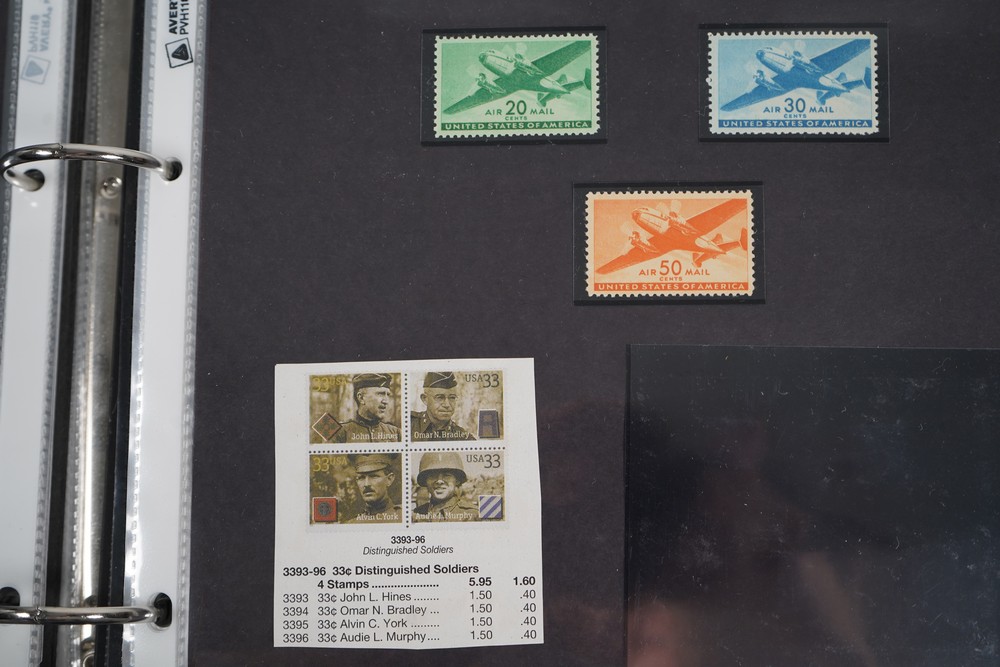 AVERY
PVH11
AIR 20 MAIL
CENTS
UNITED STATES OF AMERICA
AIR 30 MAIL
CENTS
UNITED STATES OF AMERICA
AIR 50 MAIL
CENTS
UNITED STATES OF AMERICA
33USA
John L. Hines
USA 33
Omar N. Bradley
33USA
Alvin C. York
USA 33
Audie L. Murphy
3393-96
Distinguished Soldiers
3393-96 33¢ Distinguished Soldiers
4 Stamps ..................... 5.95 1.60
3393 33¢ John L. Hines ........ 1.50 .40
3394 33¢ Omar N. Bradley ... 1.50 .40
3395 33¢ Alvin C. York ........ 1.50 .40
3396 33¢ Audie L. Murphy.... 1.50 .40